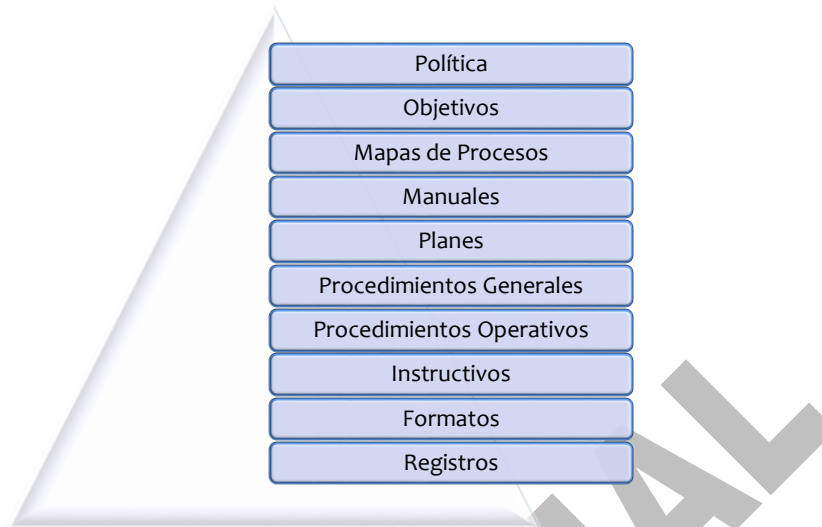 Política
Objetivos
Mapas de Procesos
Manuales
Planes
Procedimientos Generales
Procedimientos Operativos
Instructivos
Formatos
Registros